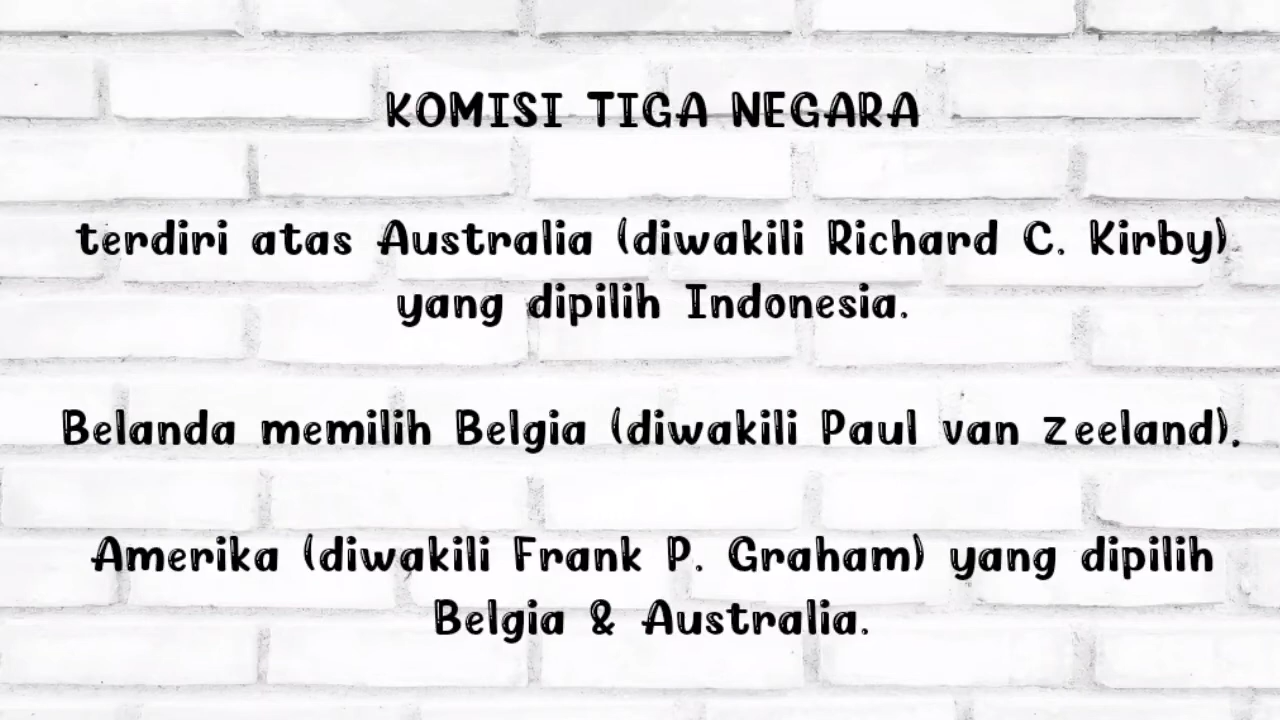 KOMISI TIGA NEGARA
terdiri atas Australia (diwakili Richard C. Kirby)
yang dipilih Indonesia.
Belanda memilih Belgia (diwakili Paul van Zeeland).
Amerika (diwakili Frank P. Graham) yang dipilih
Belgia & Australia.